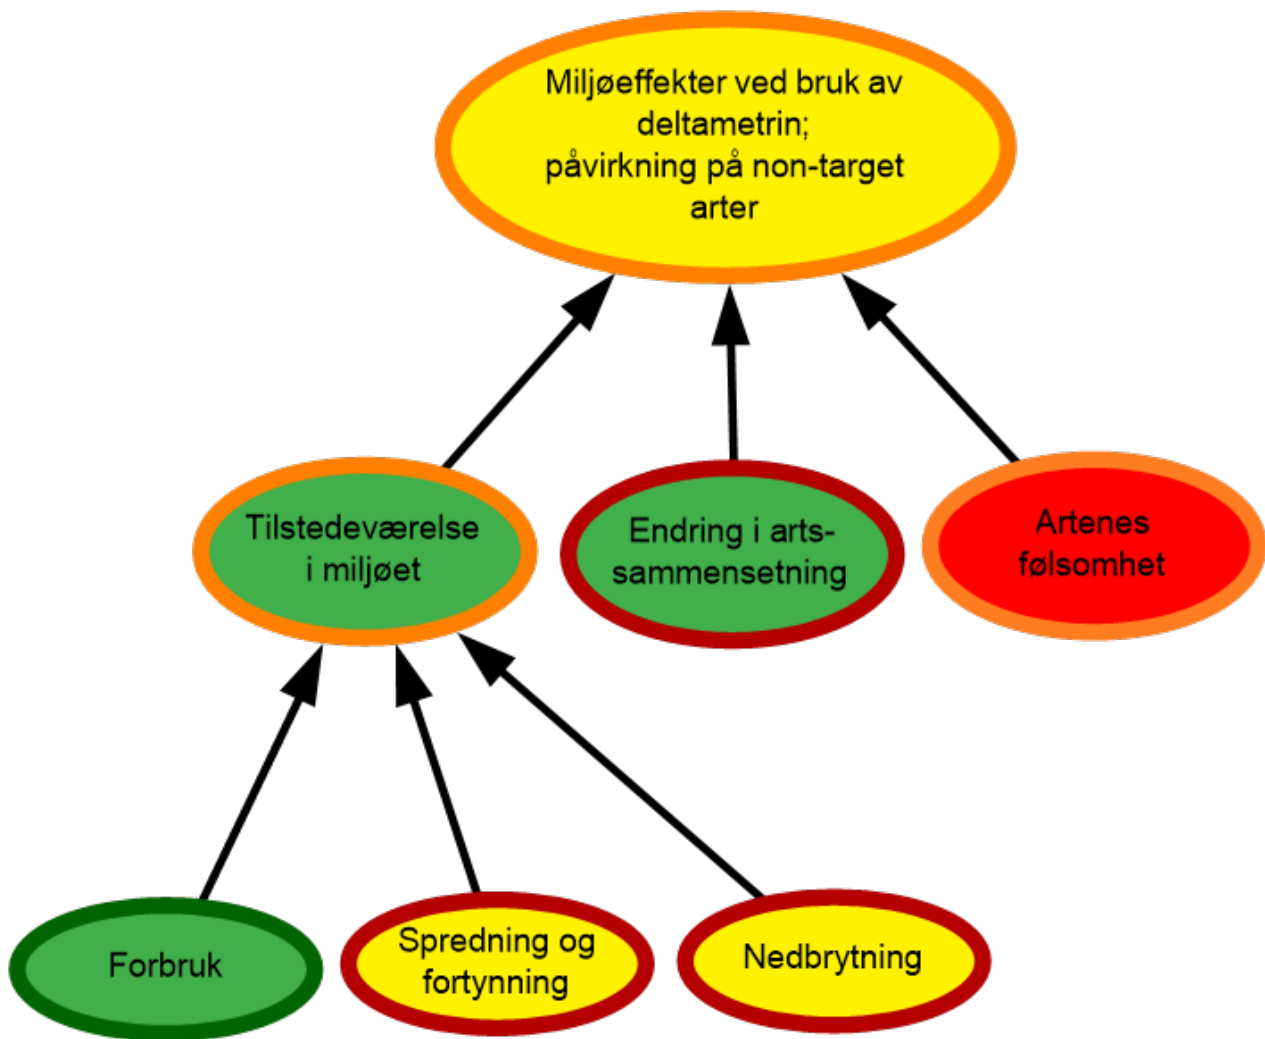 Miljøeffekter ved bruk av
deltametrin;
påvirkning på non-target
arter
Tilstedeværelse
i miljøet
Endring i arts-
sammensetning
Artenes
følsomhet
Forbruk
Spredning og
fortynning
Nedbrytning